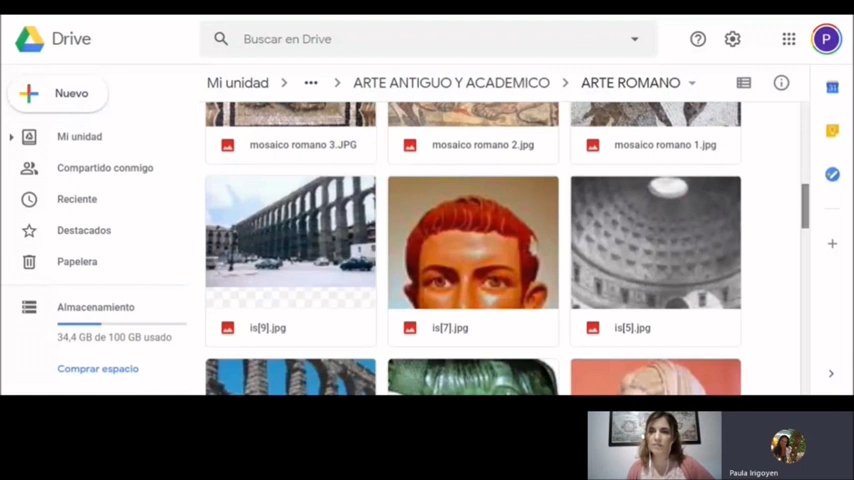 Drive
Buscar en Drive
P
Nuevo
Mi unidad
ARTE ANTIGUO Y ACADEMICO
ARTE ROMANO
31
Mi unidad
Compartido conmigo
Reciente
Destacados
Papelera
Almacenamiento
34,4 GB de 100 GB usado
Comprar espacio
mosaico romano 3.JPG
mosaico romano 2.jpg
mosaico romano 1.jpg
is[9].jpg
is[7].jpg
is[5].jpg
Paula Irigoyen